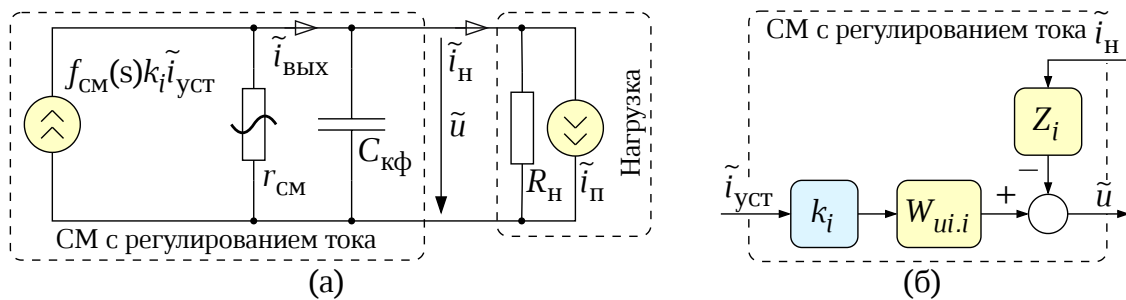 f_см(s)k_i ĩ_уст
ĩ_вых
r_см
C_кф
ĩ_н
ũ
R_н
ĩ_п
Нагрузка
СМ с регулированием тока
(а)
СМ с регулированием тока
ĩ_н
Z_i
−
ĩ_уст
k_i
W_ui.i
+
ũ
(б)